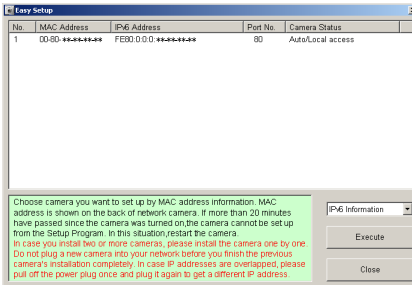 Easy Setup
No. MAC Address IPv6 Address Port No. Camera Status
1 00-80-**-**-**-** FE80:0:0:0:**-**-**-** 80 Auto/Local access
Choose camera you want to set up by MAC address information. MAC
address is shown on the back of network camera. If more than 20 minutes
have passed since the camera was turned on,the camera cannot be set up
from the Setup Program. In this situation,restart the camera.
In case you install two or more cameras, please install the camera one by one.
Do not plug a new camera into your network before you finish the previous
camera's installation completely. In case IP addresses are overlapped, please
pull off the power plug once and plug it again to get a different IP address.
IPv6 Information
Execute
Close